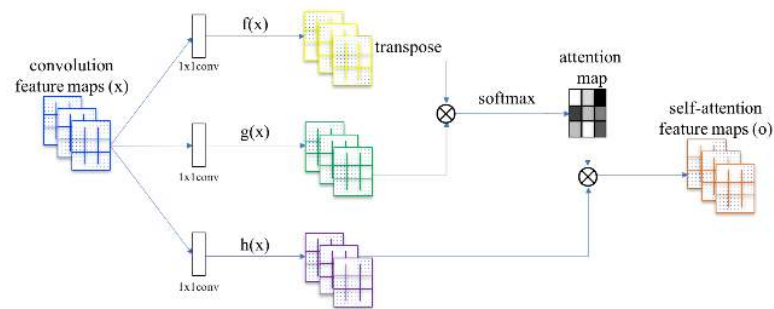 f(x)
transpose
1x1conv
convolution
feature maps (x)
attention
map
softmax
g(x)
1x1conv
self-attention
feature maps (o)
h(x)
1x1conv